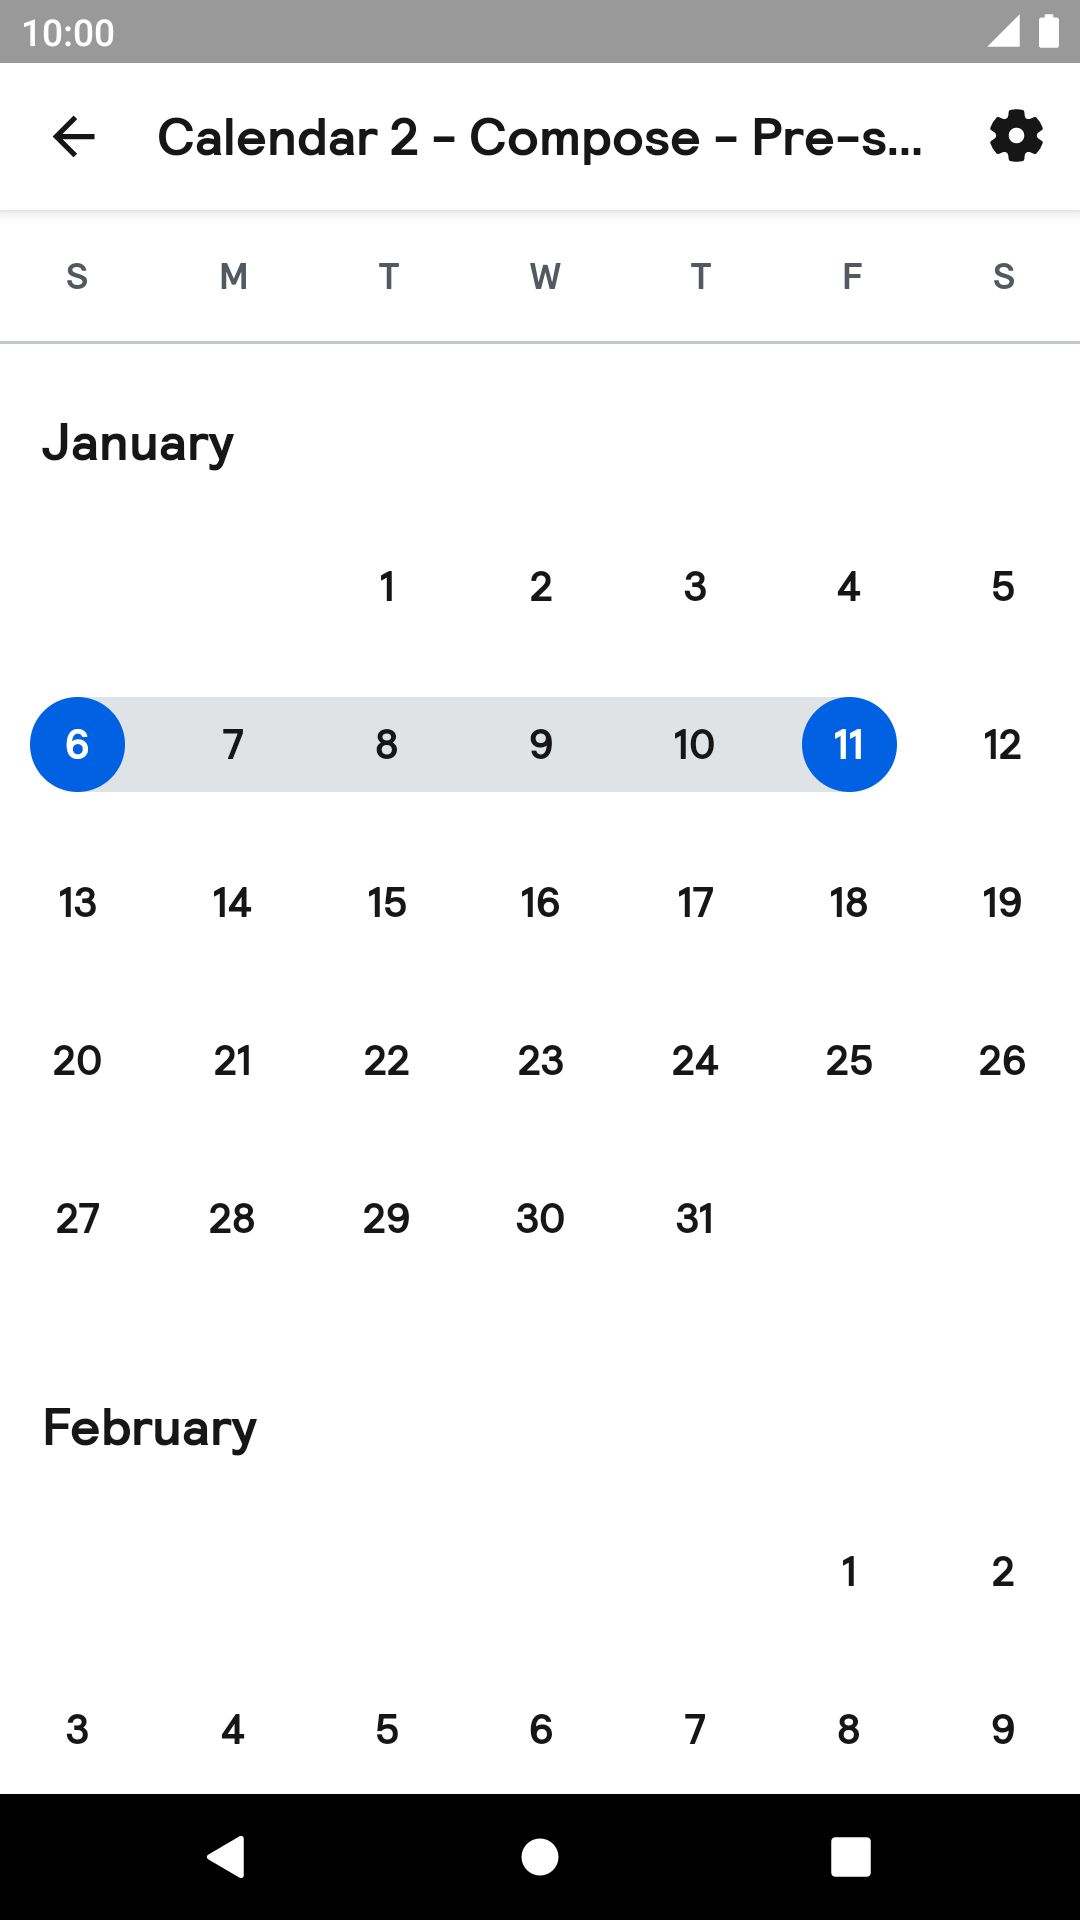 10:00
Calendar 2 - Compose - Pre-s...
S M T W T F S
January
1 2 3 4 5
6 7 8 9 10 11 12
13 14 15 16 17 18 19
20 21 22 23 24 25 26
27 28 29 30 31
February
1 2
3 4 5 6 7 8 9